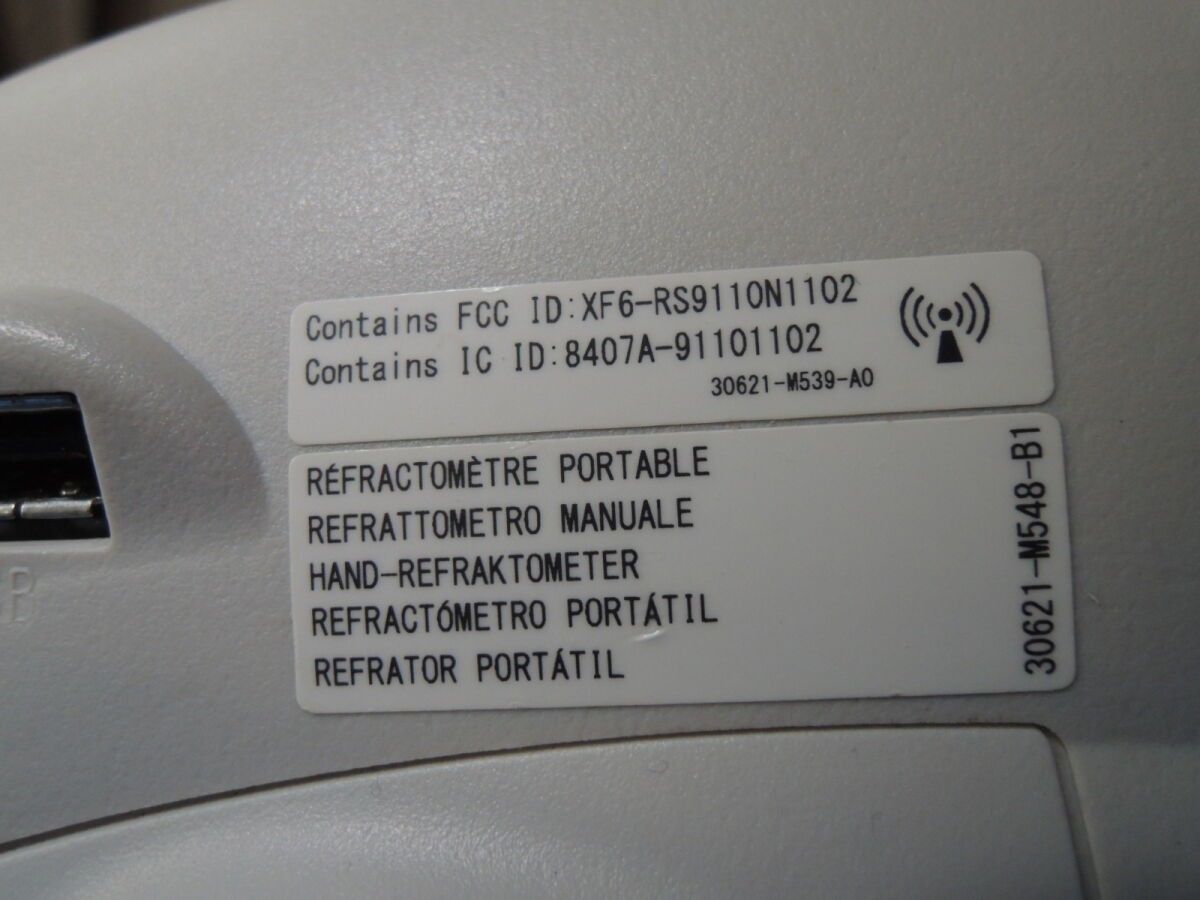 Contains FCC ID:XF6-RS9110N1102
Contains IC ID:8407A-91101102
30621-M539-A0
RÉFRACTOMÈTRE PORTABLE
REFRATTOMETRO MANUALE
HAND-REFRAKTOMETER
REFRACTÓMETRO PORTÁTIL
REFRATOR PORTÁTIL
30621-M548-B1
B